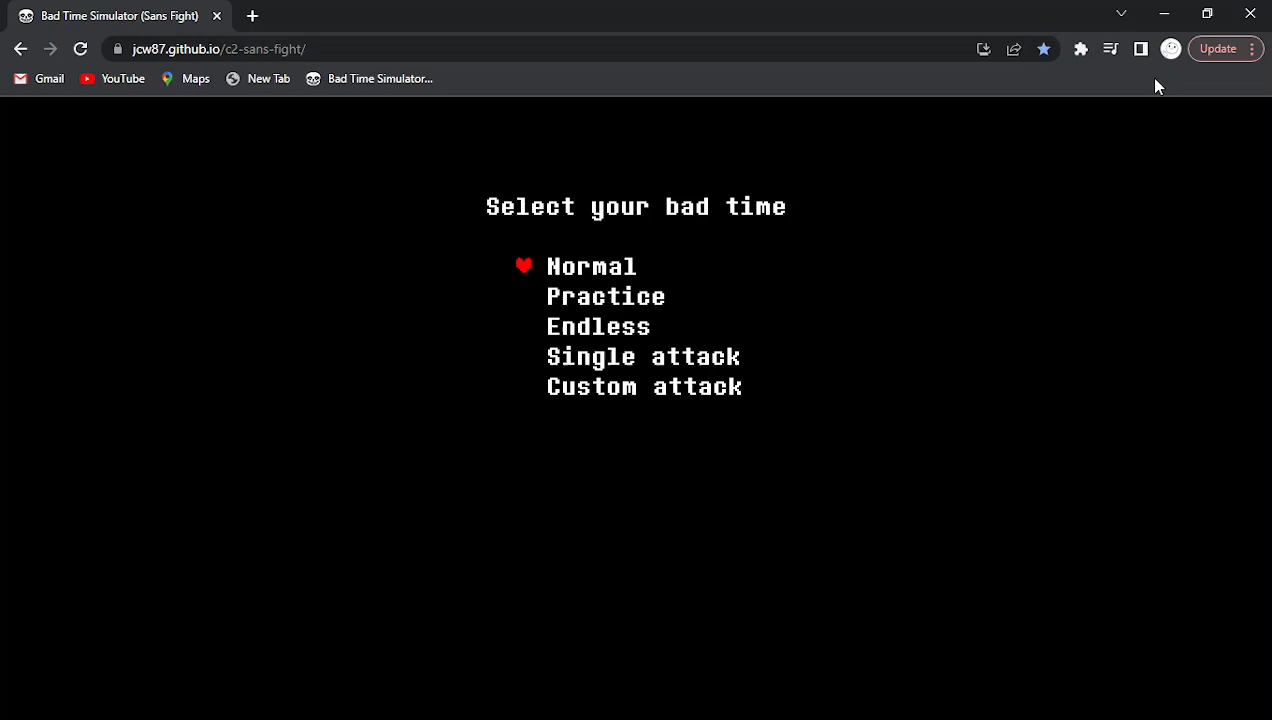 Bad Time Simulator (Sans Fight)
jcw87.github.io/c2-sans-fight/
Update
Gmail
YouTube
Maps
New Tab
Bad Time Simulator...
Select your bad time
Normal
Practice
Endless
Single attack
Custom attack